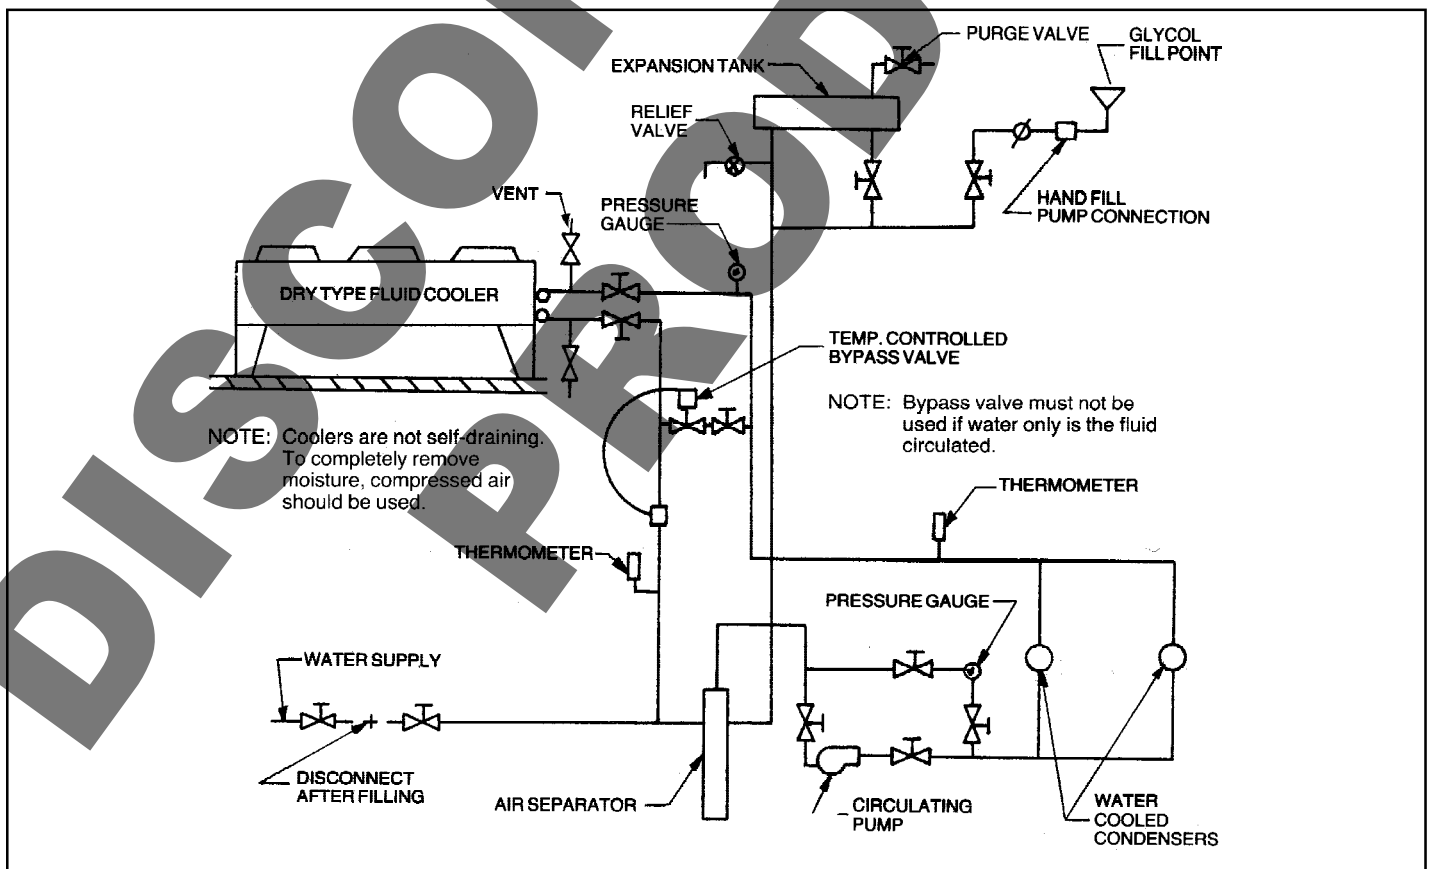 PURGE VALVE
GLYCOL
FILL POINT
EXPANSION TANK
RELIEF
VALVE
VENT
PRESSURE
GAUGE
HAND FILL
PUMP CONNECTION
DRY TYPE FLUID COOLER
TEMP. CONTROLLED
BYPASS VALVE
NOTE: Bypass valve must not be
used if water only is the fluid
circulated.
NOTE: Coolers are not self-draining.
To completely remove
moisture, compressed air
should be used.
THERMOMETER
THERMOMETER
PRESSURE GAUGE
WATER SUPPLY
DISCONNECT
AFTER FILLING
AIR SEPARATOR
CIRCULATING
PUMP
WATER
COOLED
CONDENSERS
DISCO
PROD